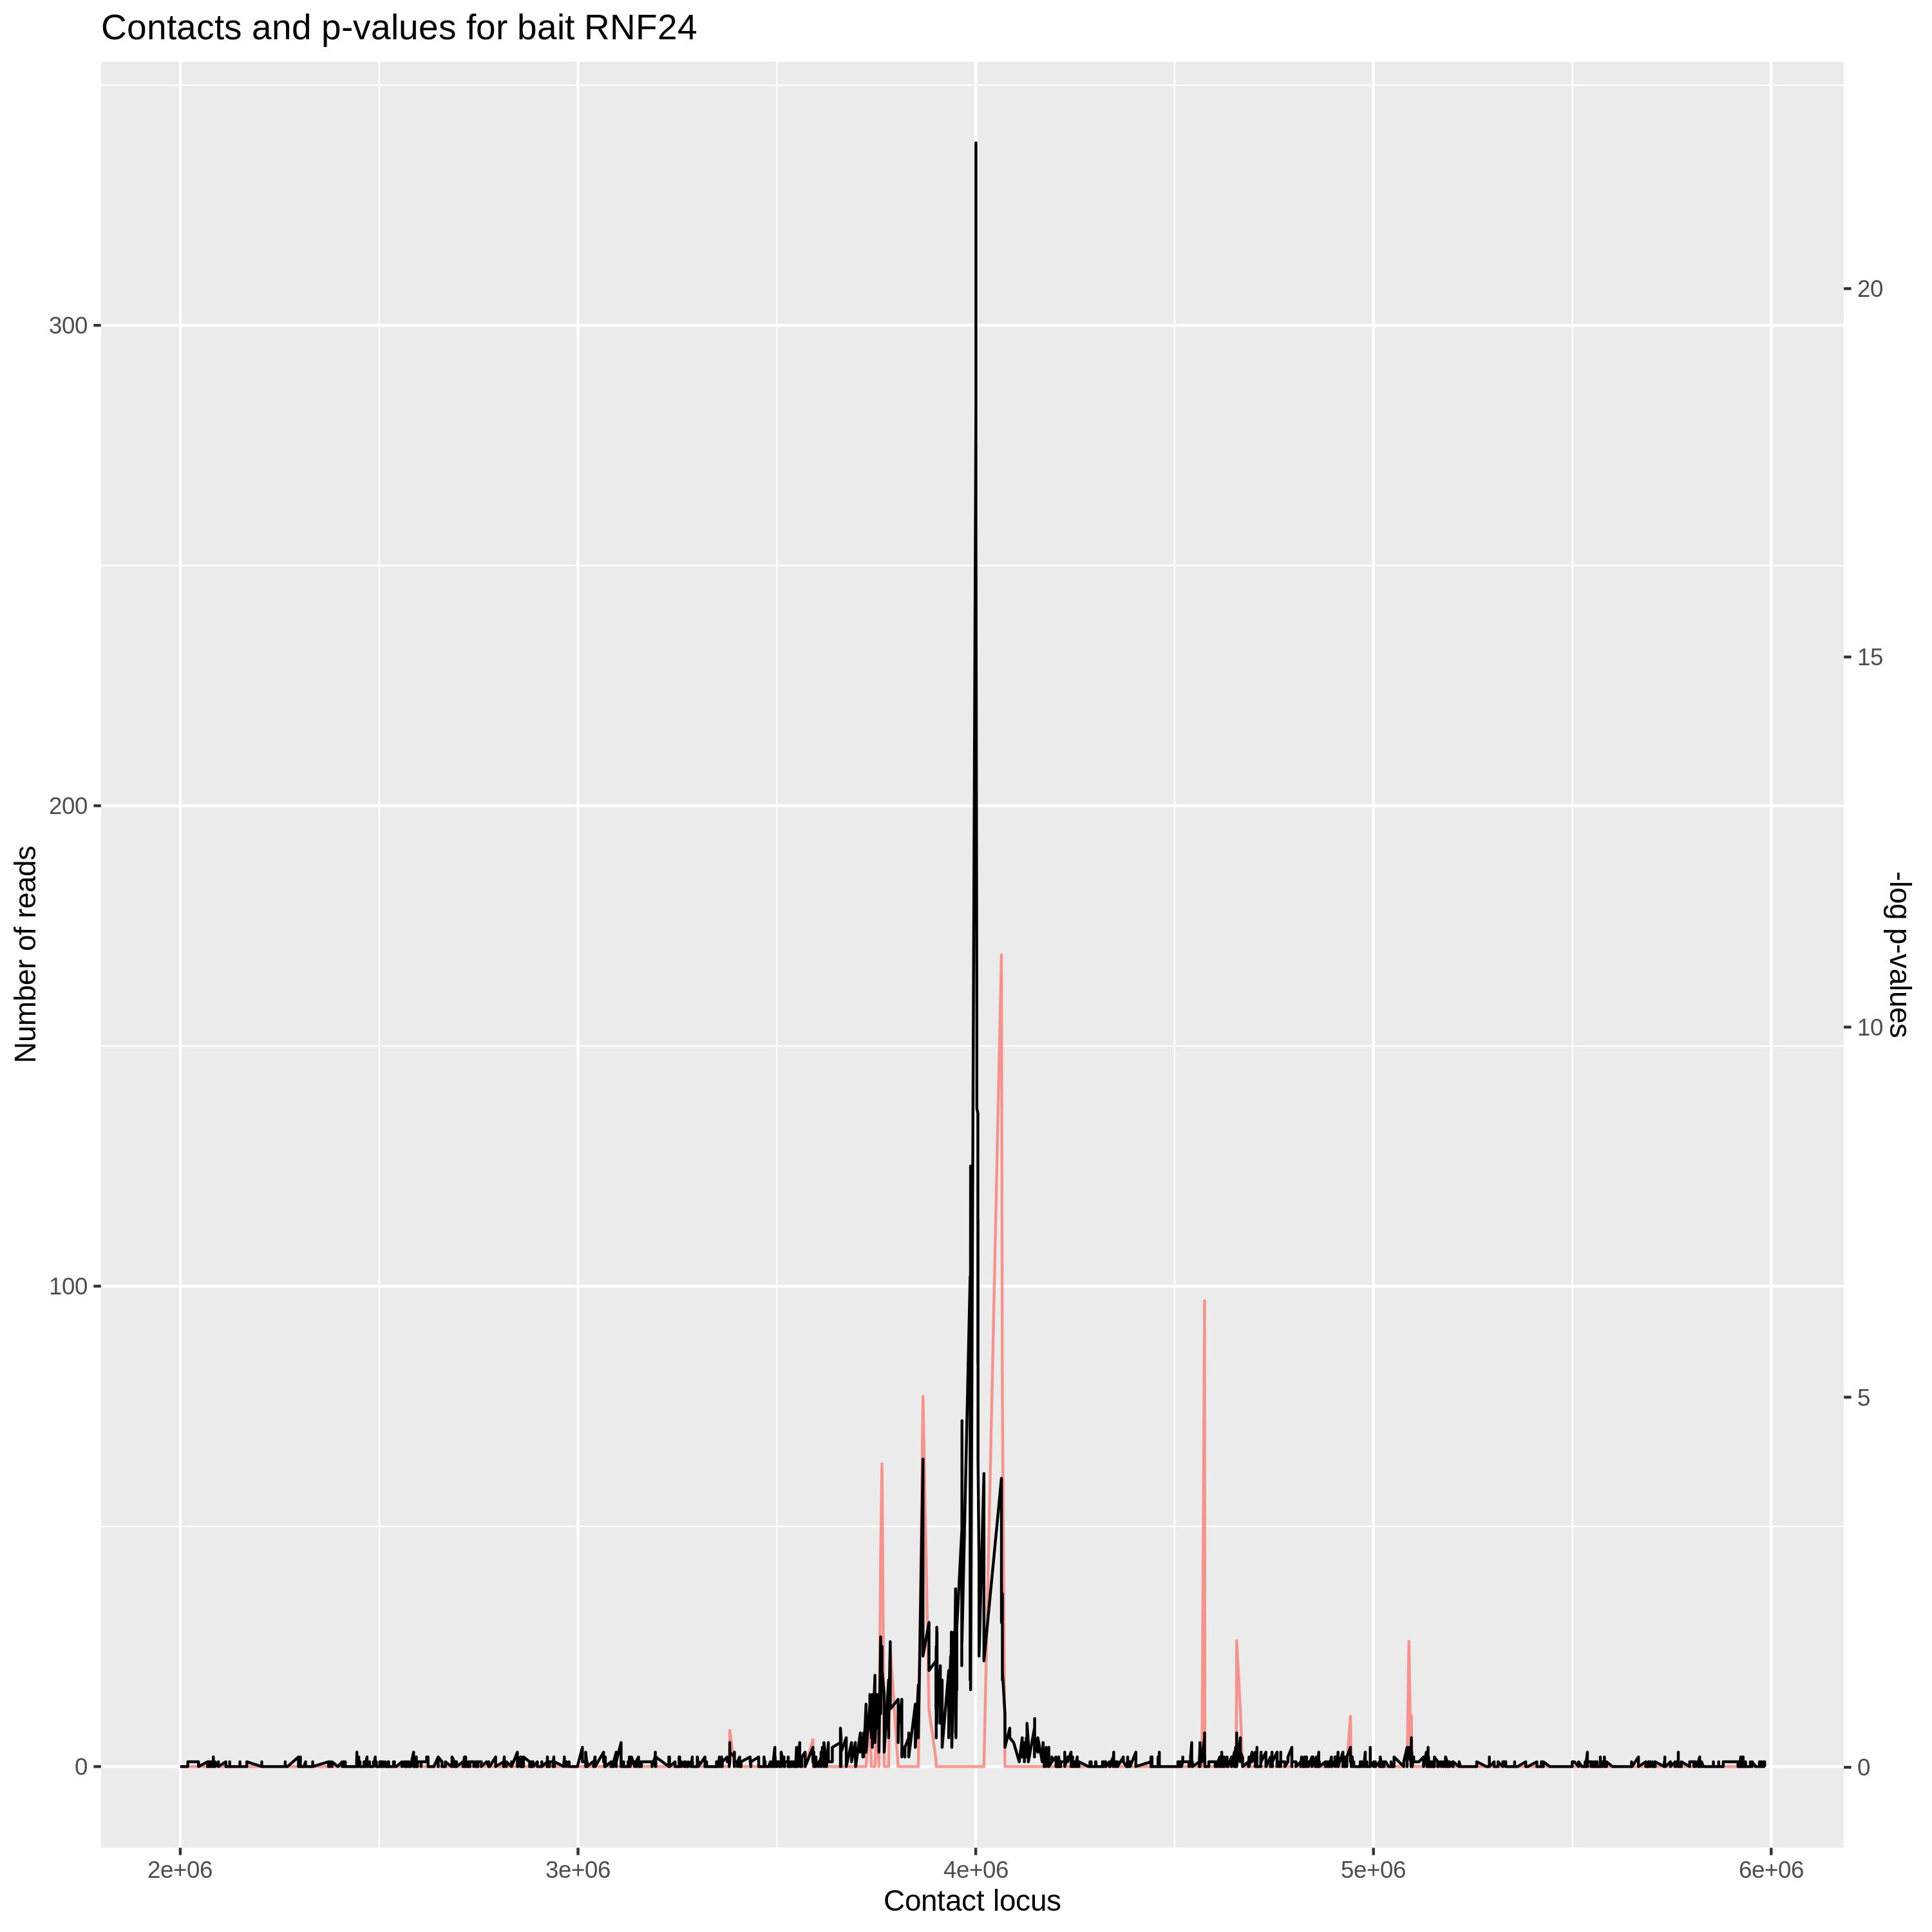 Contacts and p-values for bait RNF24
Number of reads
300
200
100
0
20
15
10
5
0
-log p-values
2e+06
3e+06
4e+06
5e+06
6e+06
Contact locus